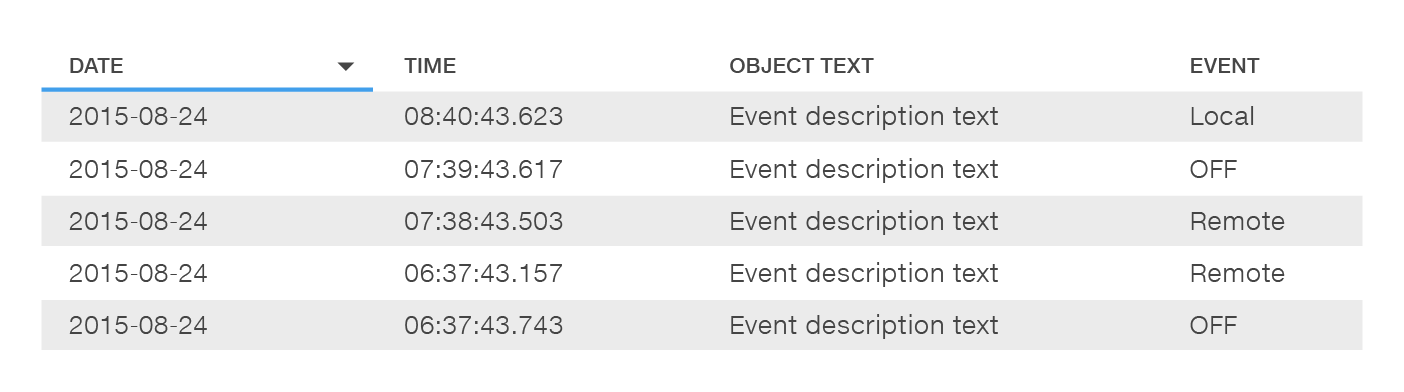 DATE TIME OBJECT TEXT EVENT
2015-08-24 08:40:43.623 Event description text Local
2015-08-24 07:39:43.617 Event description text OFF
2015-08-24 07:38:43.503 Event description text Remote
2015-08-24 06:37:43.157 Event description text Remote
2015-08-24 06:37:43.743 Event description text OFF